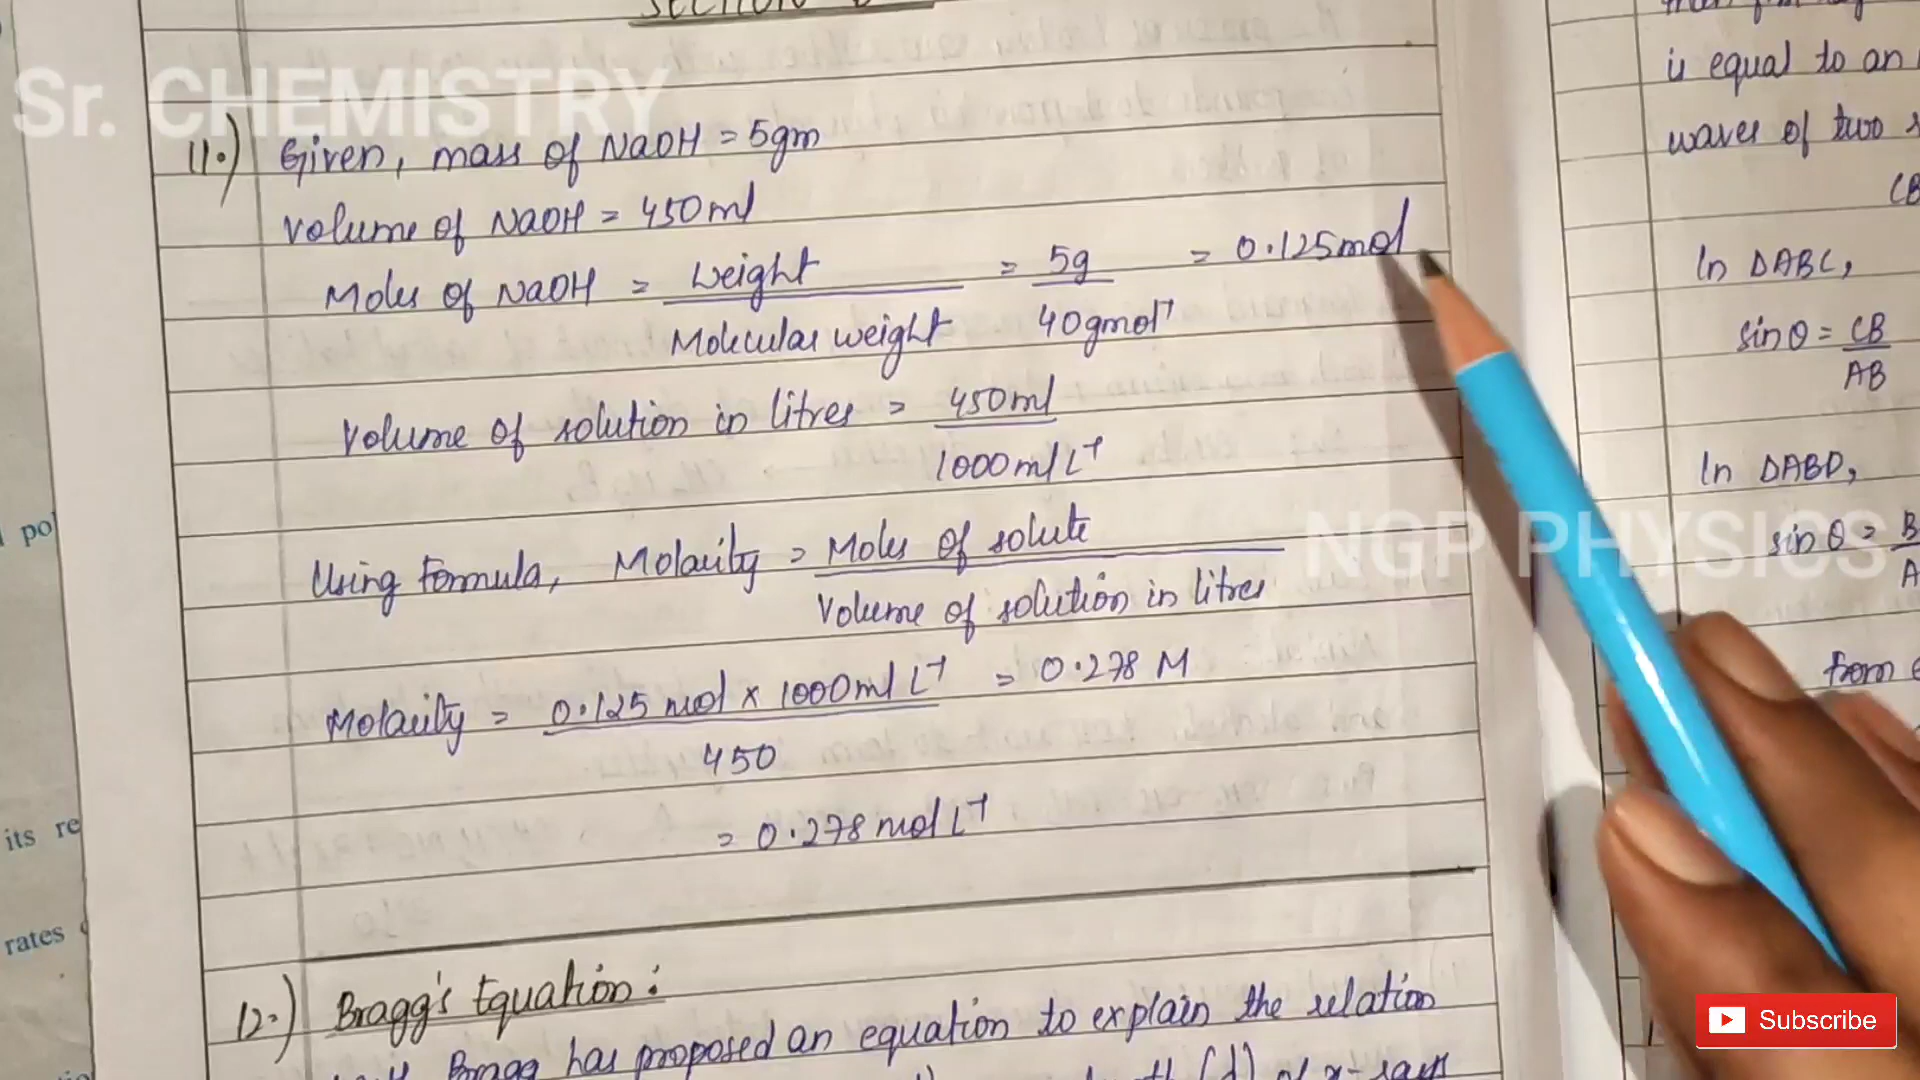 Sr. CHEMISTRY
11.) Given, mass of NaOH = 5gm
Volume of NaOH = 450ml
Moles of NaOH = Weight / Molecular weight = 5g / 40gmol⁻¹ = 0.125mol
Volume of solution in litres = 450ml / 1000ml L⁻¹
Using formula, Molarity = Moles of solute / Volume of solution in litres
Molarity = 0.125 mol × 1000ml L⁻¹ / 450 = 0.278 M
= 0.278 mol L⁻¹
12.) Bragg's Equation:
Bragg has proposed an equation to explain the relation
of x-rays
is equal to an
waves of two
CB
In ΔABC,
sin θ = CB / AB
In ΔABD,
NGP PHYSICS
sin θ =
from
its re
rates
Subscribe